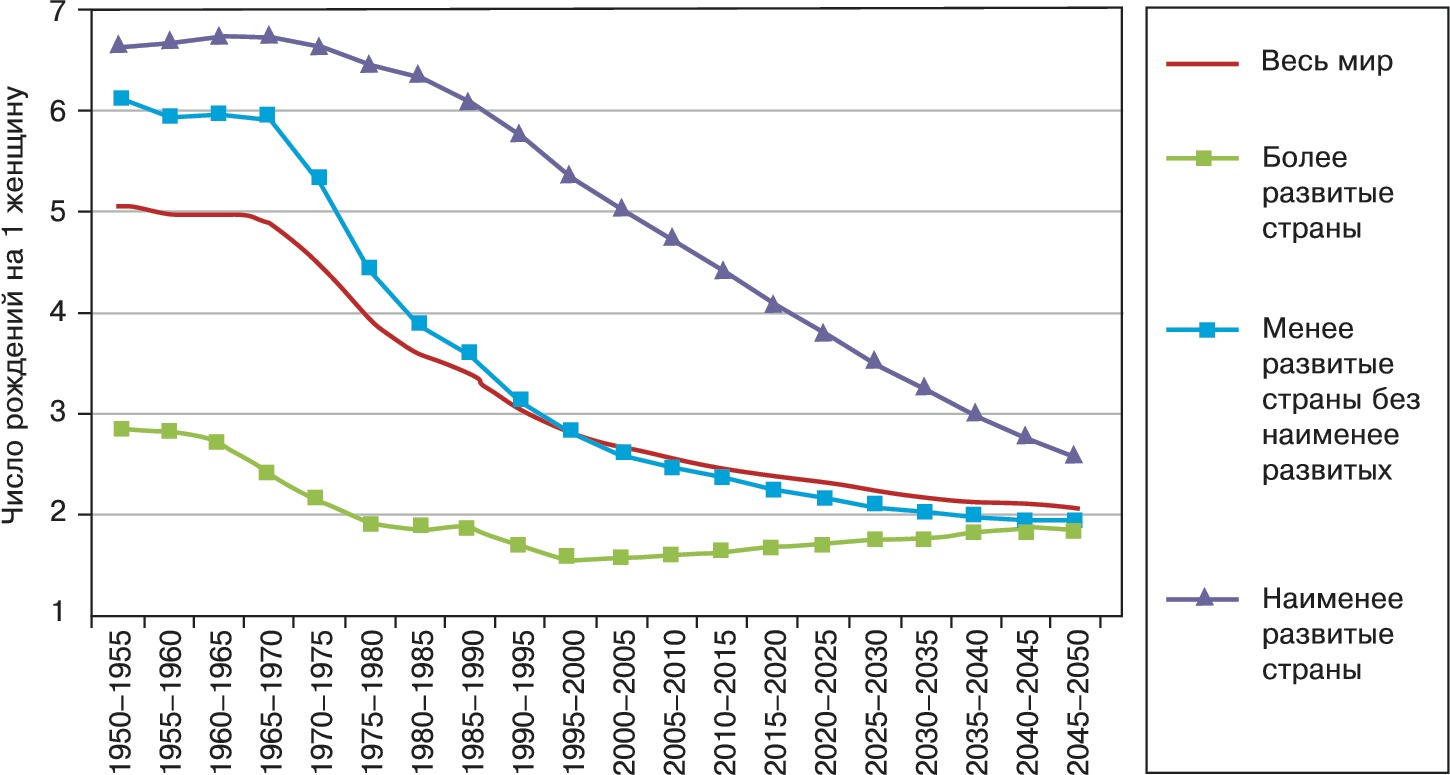 Число рождений на 1 женщину
7
6
5
4
3
2
1
1950–1955
1955–1960
1960–1965
1965–1970
1970–1975
1975–1980
1980–1985
1985–1990
1990–1995
1995–2000
2000–2005
2005–2010
2010–2015
2015–2020
2020–2025
2025–2030
2030–2035
2035–2040
2040–2045
2045–2050
Весь мир
Более
развитые
страны
Менее
развитые
страны без
наименее
развитых
Наименее
развитые
страны